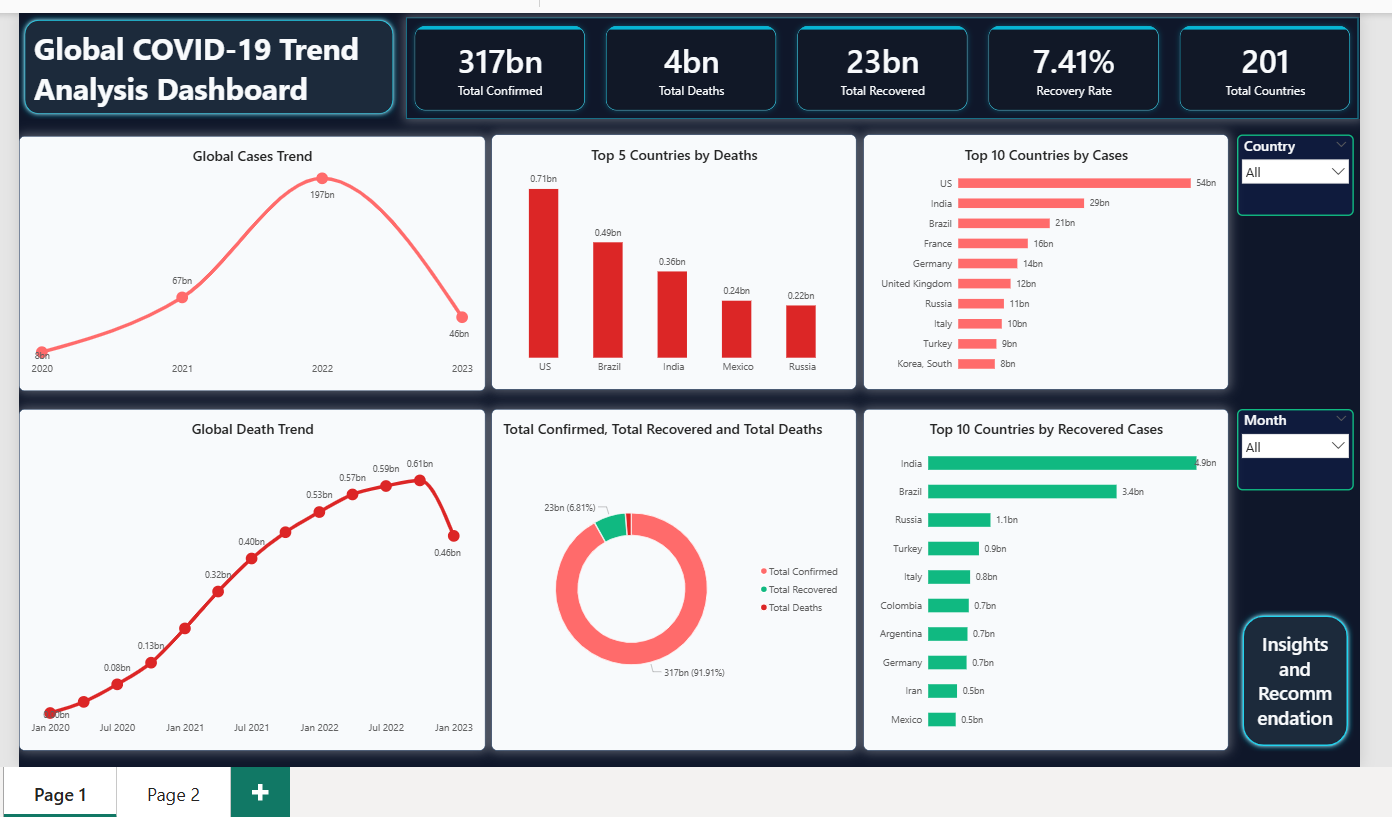 Global COVID-19 Trend
Analysis Dashboard
317bn
Total Confirmed
4bn
Total Deaths
23bn
Total Recovered
7.41%
Recovery Rate
201
Total Countries
Global Cases Trend
197bn
67bn
46bn
8bn
2020
2021
2022
2023
Top 5 Countries by Deaths
0.71bn
0.49bn
0.36bn
0.24bn
0.22bn
US
Brazil
India
Mexico
Russia
Top 10 Countries by Cases
US 54bn
India 29bn
Brazil 21bn
France 16bn
Germany 14bn
United Kingdom 12bn
Russia 11bn
Italy 10bn
Turkey 9bn
Korea, South 8bn
Country
All
Global Death Trend
0.61bn
0.59bn
0.57bn
0.53bn
0.46bn
0.40bn
0.32bn
0.13bn
0.08bn
Jan 2020
Jul 2020
Jan 2021
Jul 2021
Jan 2022
Jul 2022
Jan 2023
Total Confirmed, Total Recovered and Total Deaths
23bn (6.81%)
317bn (91.91%)
Total Confirmed
Total Recovered
Total Deaths
Top 10 Countries by Recovered Cases
India 4.9bn
Brazil 3.4bn
Russia 1.1bn
Turkey 0.9bn
Italy 0.8bn
Colombia 0.7bn
Argentina 0.7bn
Germany 0.7bn
Iran 0.5bn
Mexico 0.5bn
Month
All
Insights
and
Recomm
endation
Page 1
Page 2
+